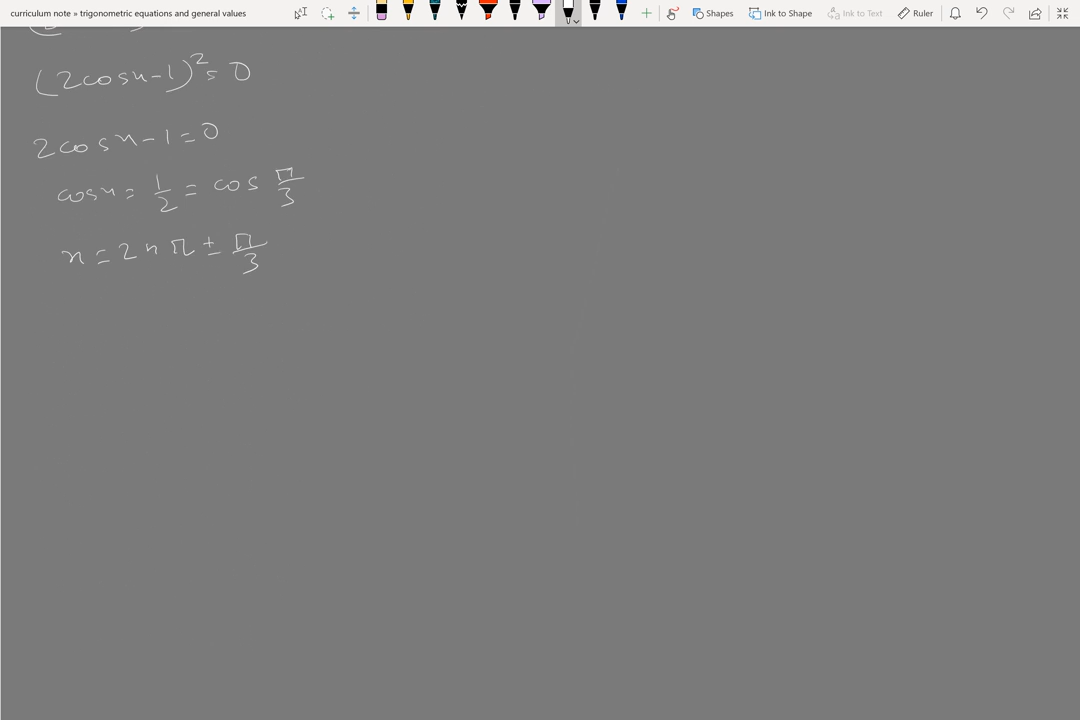 curriculum note » trigonometric equations and general values
Shapes Ink to Shape Ink to Text Ruler
(2cosx-1)² = 0
2cosx-1=0
cosx = 1/2 = cos π/3
x = 2nπ ± π/3